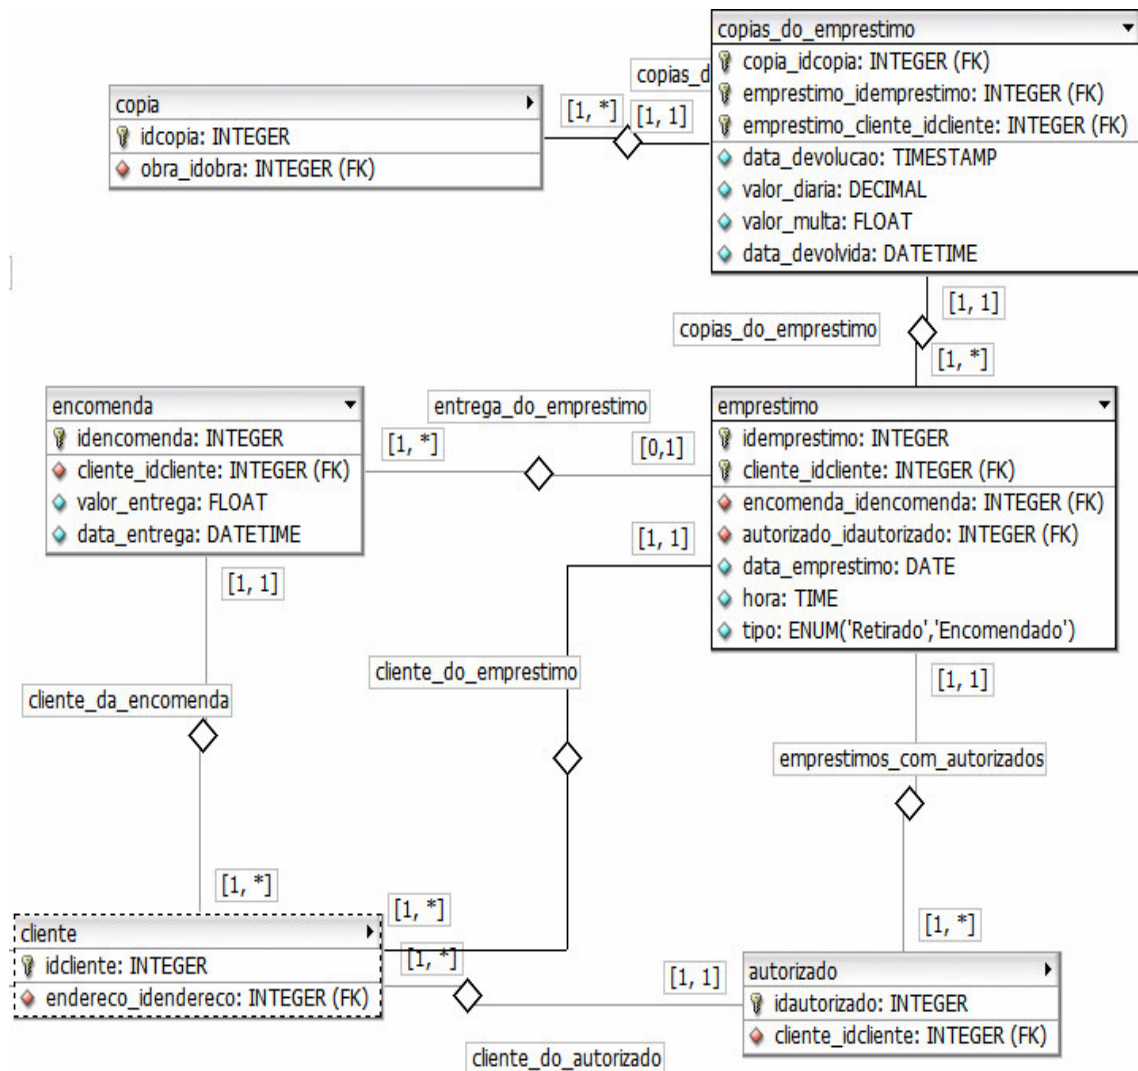 copias_do_emprestimo
copia_idcopia: INTEGER (FK)
emprestimo_idemprestimo: INTEGER (FK)
emprestimo_cliente_idcliente: INTEGER (FK)
data_devolucao: TIMESTAMP
valor_diaria: DECIMAL
valor_multa: FLOAT
data_devolvida: DATETIME
copias_d
copia
idcopia: INTEGER
obra_idobra: INTEGER (FK)
[1, *]
[1, 1]
[1, 1]
copias_do_emprestimo
[1, *]
encomenda
idencomenda: INTEGER
cliente_idcliente: INTEGER (FK)
valor_entrega: FLOAT
data_entrega: DATETIME
entrega_do_emprestimo
[1, *]
[0,1]
emprestimo
idemprestimo: INTEGER
cliente_idcliente: INTEGER (FK)
encomenda_idencomenda: INTEGER (FK)
autorizado_idautorizado: INTEGER (FK)
data_emprestimo: DATE
hora: TIME
tipo: ENUM('Retirado','Encomendado')
[1, 1]
[1, 1]
cliente_do_emprestimo
[1, 1]
cliente_da_encomenda
emprestimos_com_autorizados
[1, *]
[1, *]
[1, *]
[1, *]
cliente
idcliente: INTEGER
endereco_idendereco: INTEGER (FK)
[1, 1]
autorizado
idautorizado: INTEGER
cliente_idcliente: INTEGER (FK)
cliente_do_autorizado